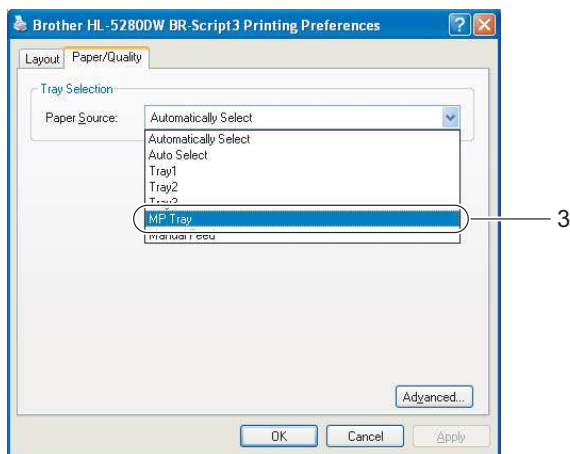 Brother HL-5280DW BR-Script3 Printing Preferences
Layout Paper/Quality
Tray Selection
Paper Source: Automatically Select
Automatically Select
Auto Select
Tray1
Tray2
Tray3
MP Tray 3
Manual Feed
Advanced...
OK Cancel Apply